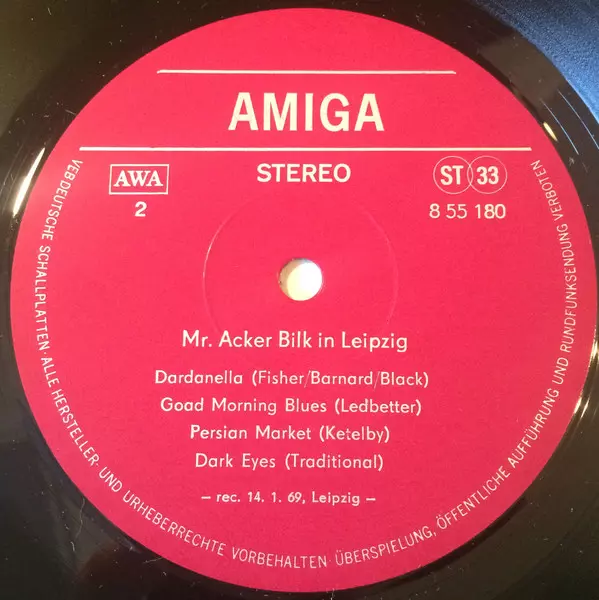 AMIGA
AWA
STEREO
ST 33
2
8 55 180
Mr. Acker Bilk in Leipzig
Dardanella (Fisher/Barnard/Black)
Goad Morning Blues (Ledbetter)
Persian Market (Ketelby)
Dark Eyes (Traditional)
– rec. 14. 1. 69, Leipzig –
VEB DEUTSCHE SCHALLPLATTEN · ALLE HERSTELLER- UND URHEBERRECHTE VORBEHALTEN · ÜBERSPIELUNG, ÖFFENTLICHE AUFFÜHRUNG UND RUNDFUNKSENDUNG VERBOTEN